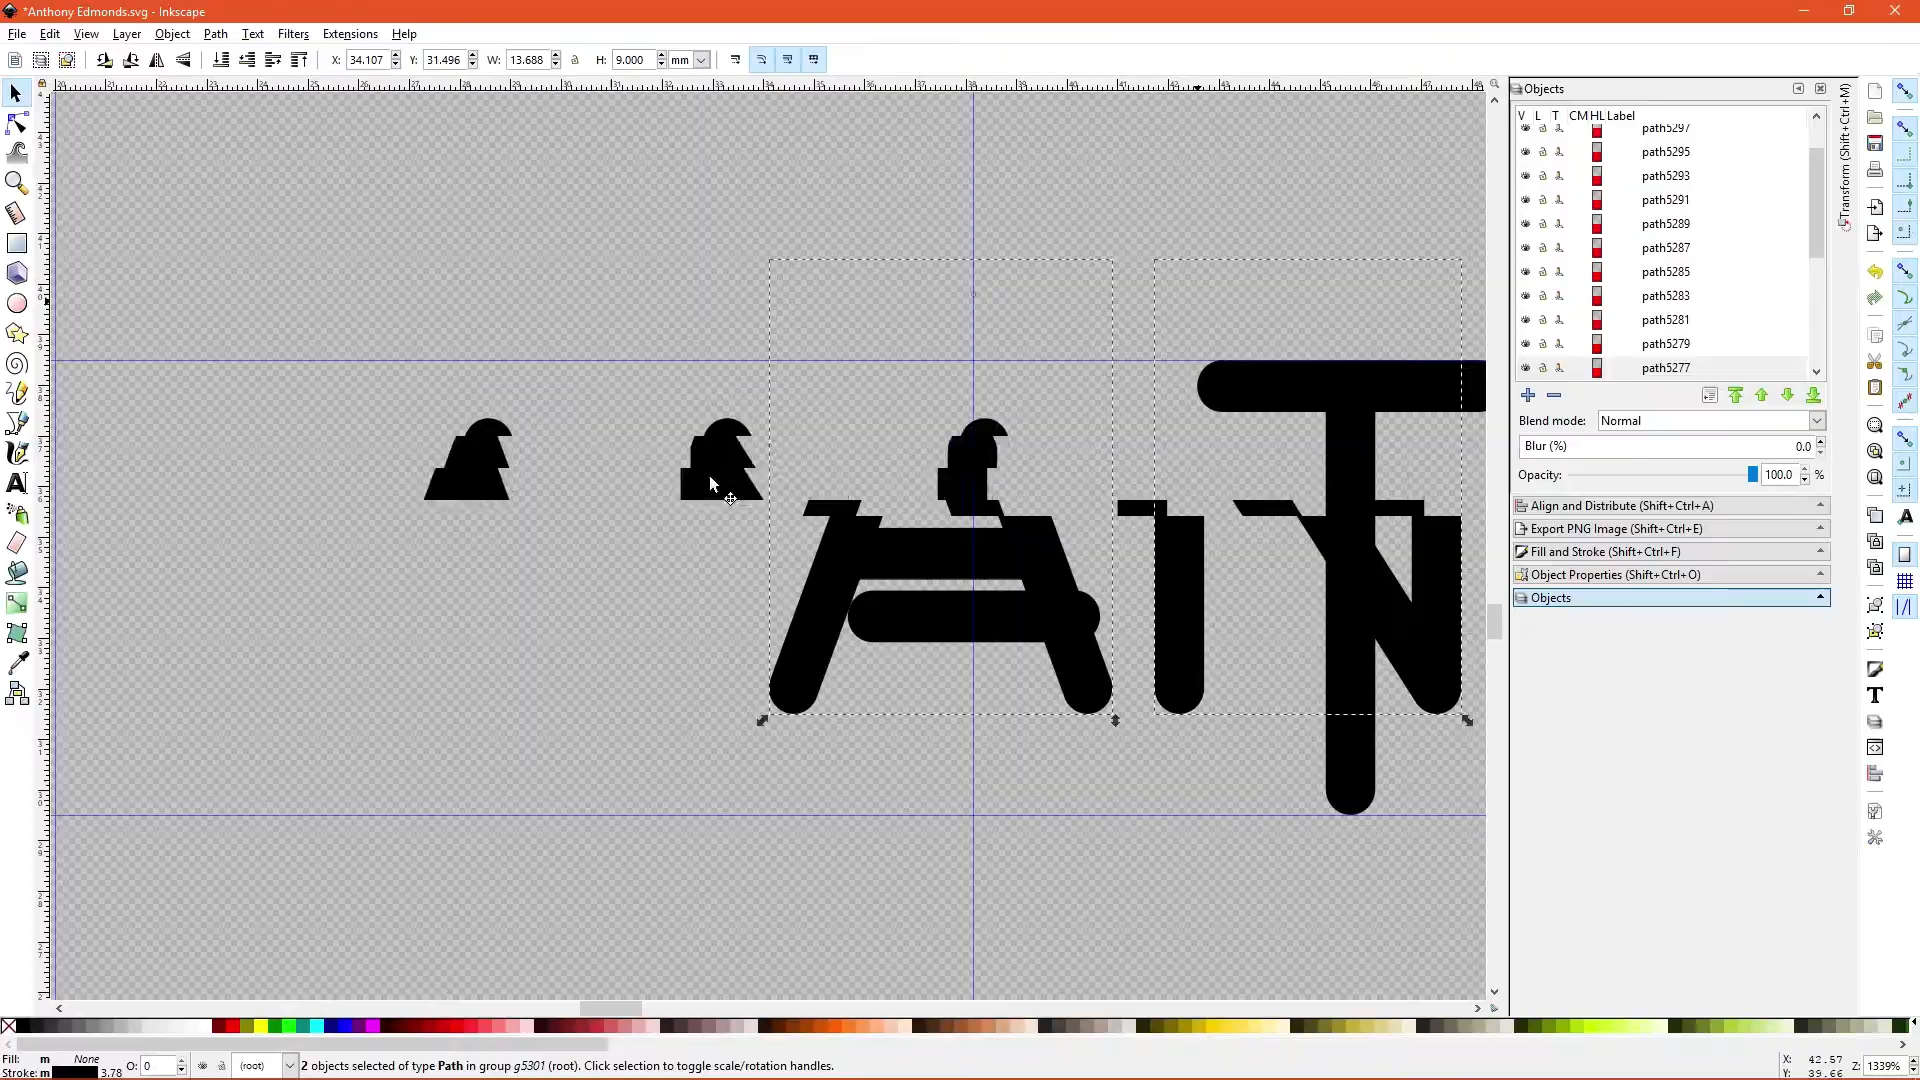 *Anthony Edmonds.svg - Inkscape
File Edit View Layer Object Path Text Filters Extensions Help
X: 34.107 Y: 31.496 W: 13.688 H: 9.000 mm
Objects
V L T CM HL Label
path5297
path5295
path5293
path5291
path5289
path5287
path5285
path5283
path5281
path5279
path5277
Blend mode: Normal
Blur (%) 0.0
Opacity: 100.0 %
Align and Distribute (Shift+Ctrl+A)
Export PNG Image (Shift+Ctrl+E)
Fill and Stroke (Shift+Ctrl+F)
Object Properties (Shift+Ctrl+O)
Objects
Transform (Shift+Ctrl+M)
Fill: m None
Stroke: m 3.78
O: 0
(root)
2 objects selected of type Path in group g5301 (root). Click selection to toggle scale/rotation handles.
X: 42.57
Y: 39.66
Z: 1339%